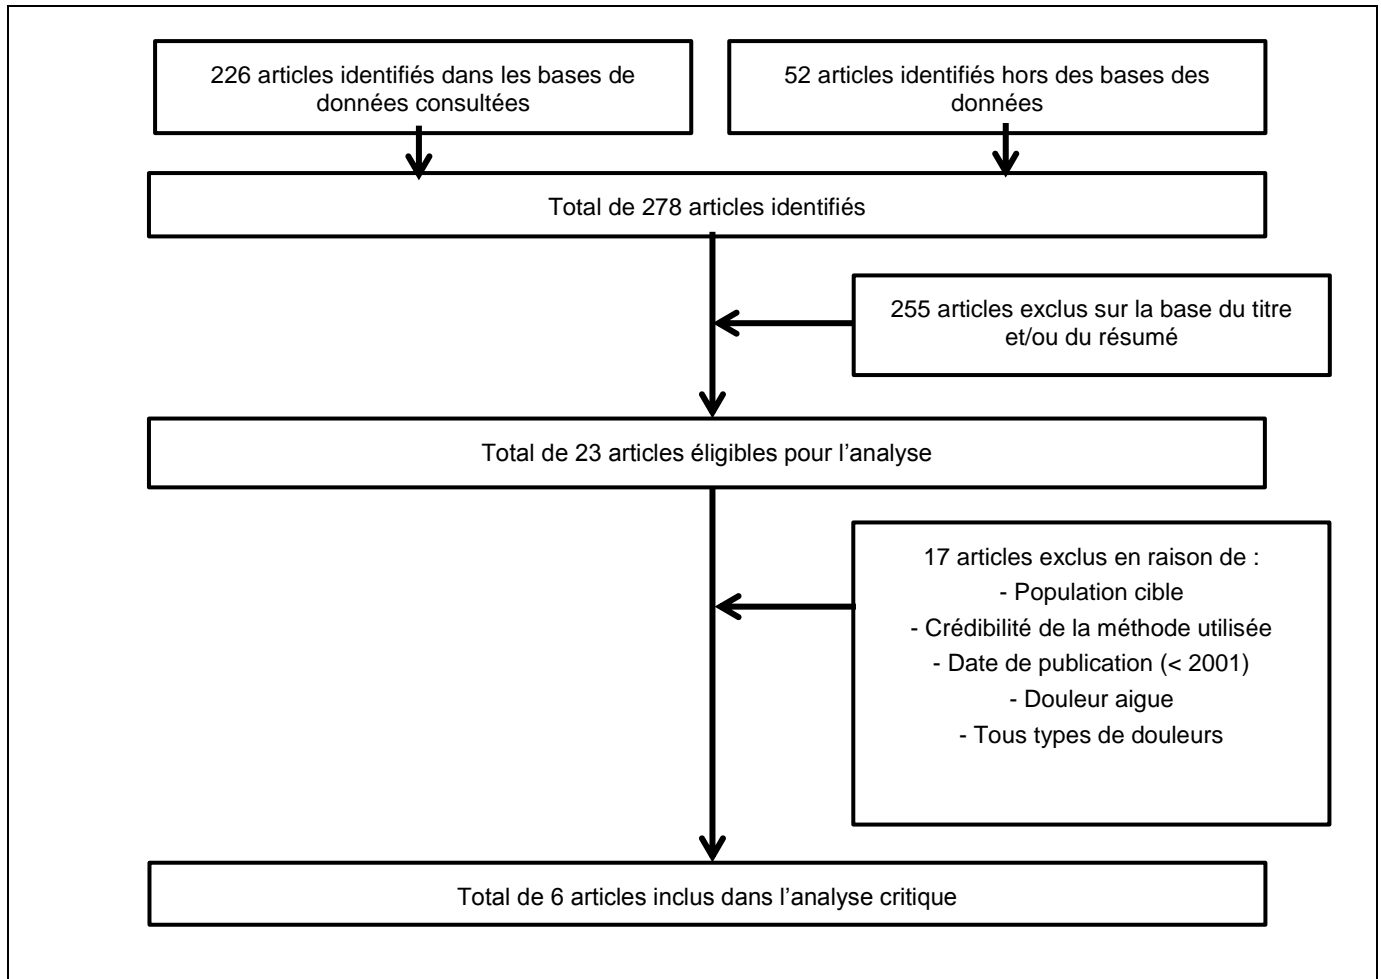 226 articles identifiés dans les bases de
données consultées
52 articles identifiés hors des bases des
données
Total de 278 articles identifiés
255 articles exclus sur la base du titre
et/ou du résumé
Total de 23 articles éligibles pour l’analyse
17 articles exclus en raison de :
- Population cible
- Crédibilité de la méthode utilisée
- Date de publication (< 2001)
- Douleur aigue
- Tous types de douleurs
Total de 6 articles inclus dans l’analyse critique